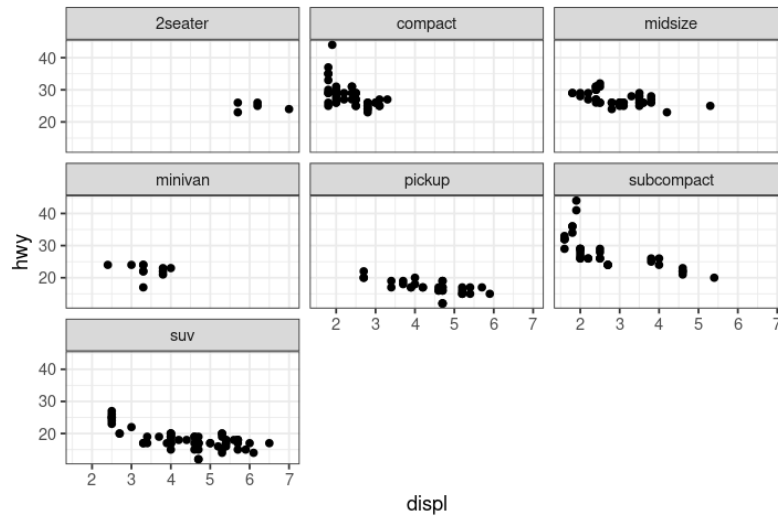 2seater compact midsize
40
30
20
minivan pickup subcompact
40
30
20
hwy
2 3 4 5 6 7 2 3 4 5 6 7
suv
40
30
20
2 3 4 5 6 7
displ